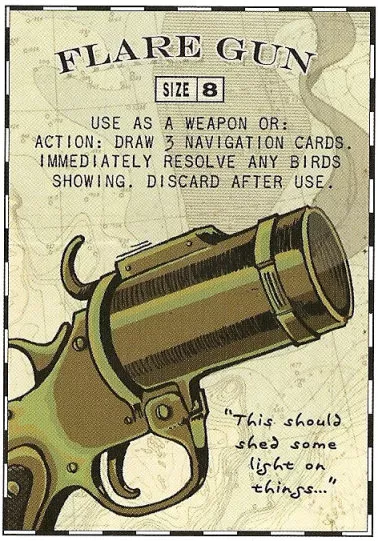 FLARE GUN
SIZE 8
USE AS A WEAPON OR:
ACTION: DRAW 3 NAVIGATION CARDS.
IMMEDIATELY RESOLVE ANY BIRDS
SHOWING. DISCARD AFTER USE.
"This should
shed some
light on
things..."